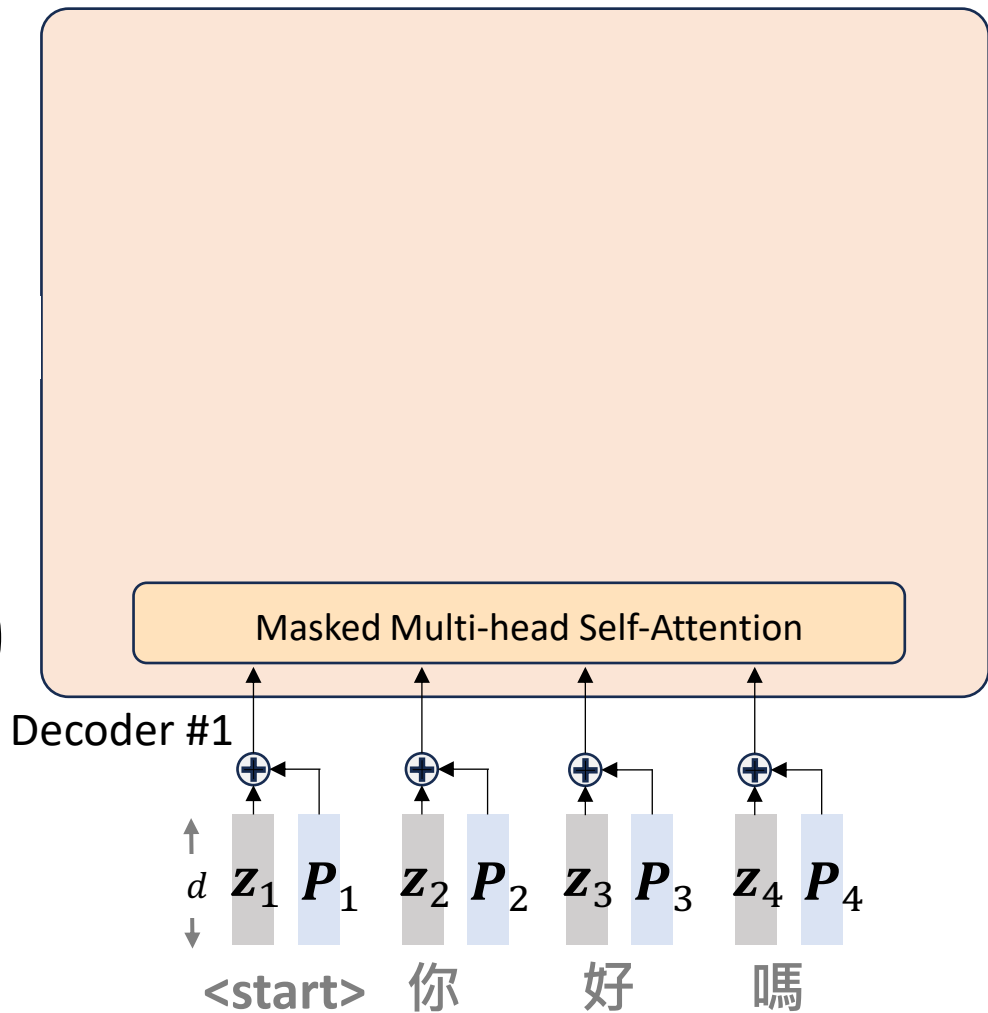 Masked Multi-head Self-Attention
)
Decoder #1
d z₁ P₁ z₂ P₂ z₃ P₃ z₄ P₄
<start> 你 好 嗎